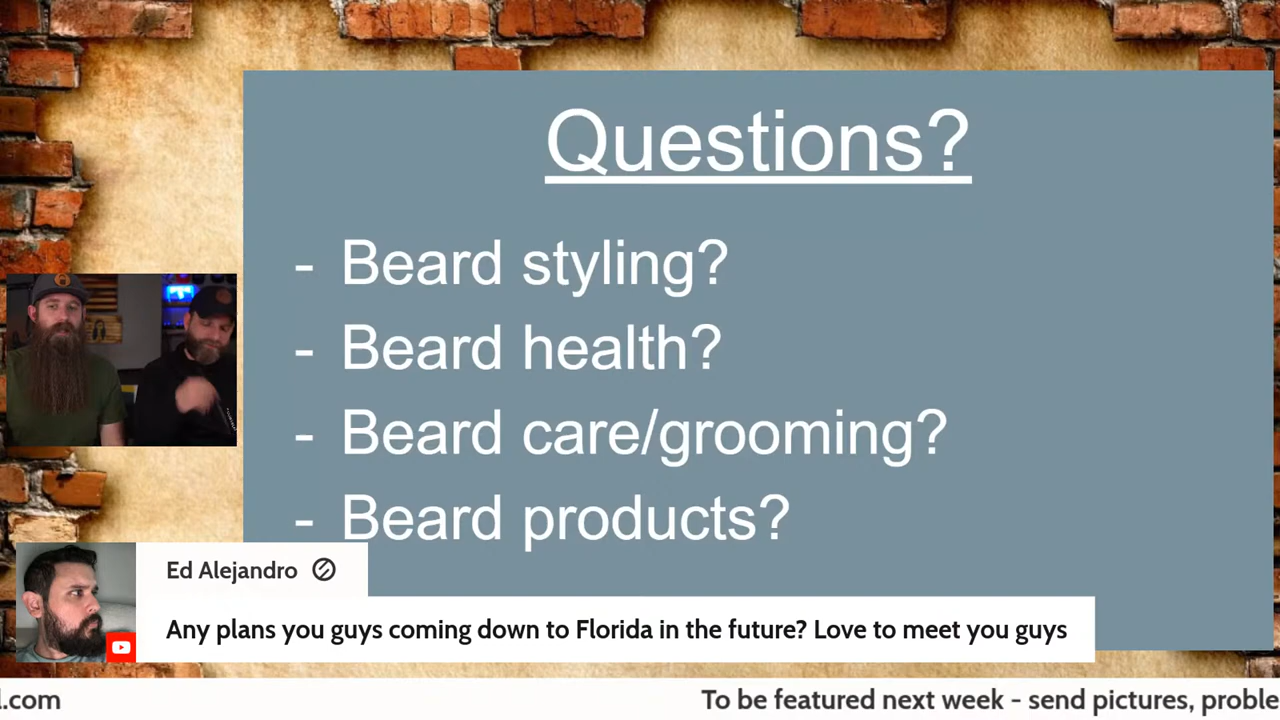 Questions?
- Beard styling?
- Beard health?
- Beard care/grooming?
- Beard products?
Ed Alejandro
Any plans you guys coming down to Florida in the future? Love to meet you guys
l.com To be featured next week - send pictures, proble